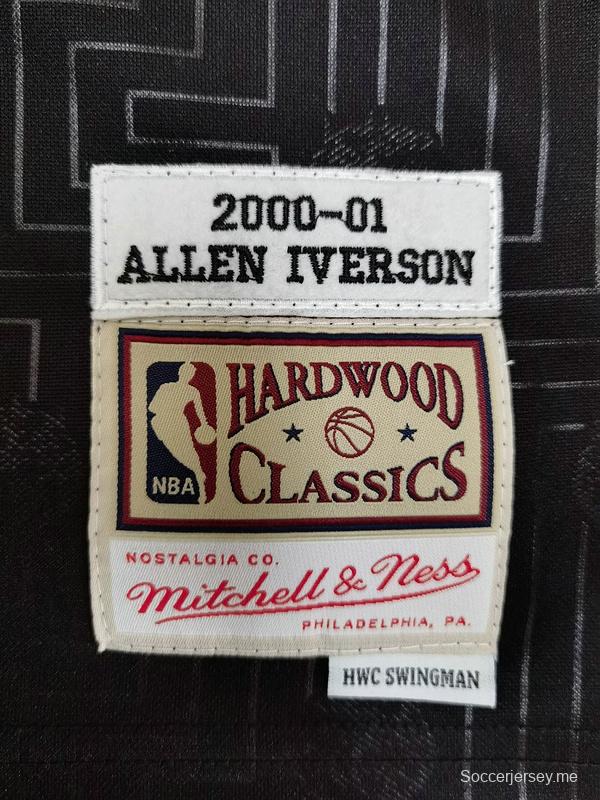 2000-01
ALLEN IVERSON
HARDWOOD
CLASSICS
NBA
NOSTALGIA CO.
Mitchell & Ness
PHILADELPHIA, PA.
HWC SWINGMAN
Soccerjersey.me